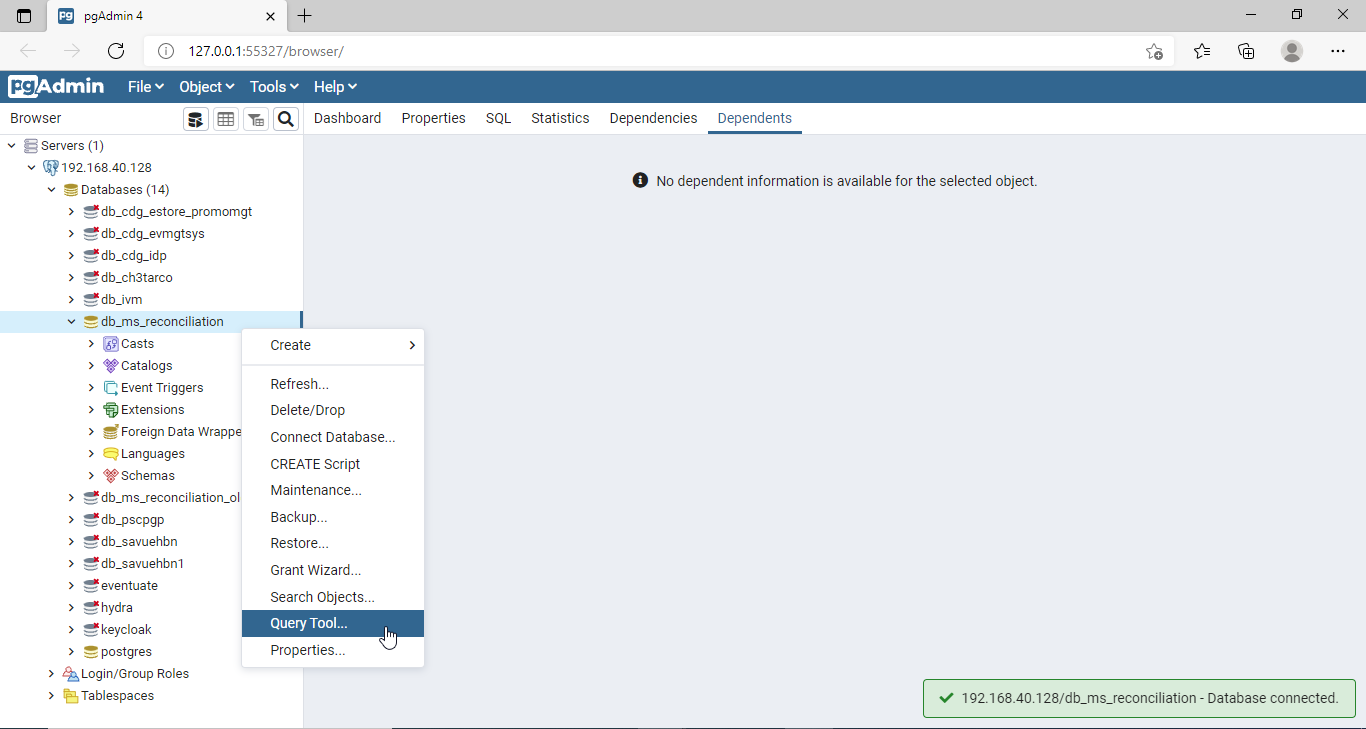 pgAdmin 4
127.0.0.1:55327/browser/
pgAdmin File Object Tools Help
Browser
Dashboard Properties SQL Statistics Dependencies Dependents
Servers (1)
192.168.40.128
Databases (14)
db_cdg_estore_promomgt
db_cdg_evmgtsys
db_cdg_idp
db_ch3tarco
db_ivm
db_ms_reconciliation
Casts
Catalogs
Event Triggers
Extensions
Foreign Data Wrappe
Languages
Schemas
db_ms_reconciliation_ol
db_pscpgp
db_savuehbn
db_savuehbn1
eventuate
hydra
keycloak
postgres
Login/Group Roles
Tablespaces
Create
Refresh...
Delete/Drop
Connect Database...
CREATE Script
Maintenance...
Backup...
Restore...
Grant Wizard...
Search Objects...
Query Tool...
Properties...
No dependent information is available for the selected object.
192.168.40.128/db_ms_reconciliation - Database connected.